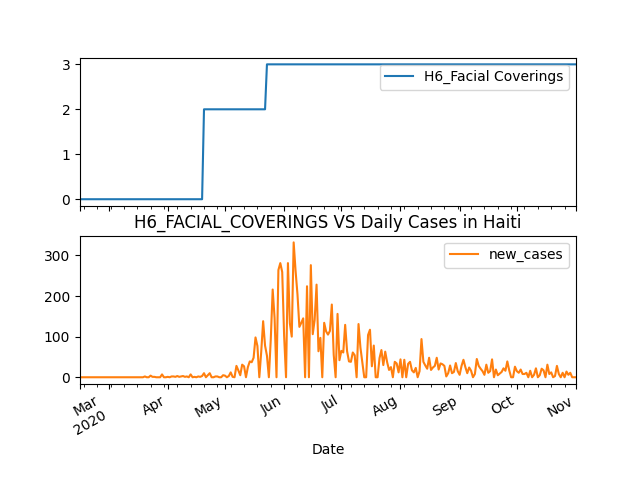 3
2
1
0
H6_Facial Coverings
H6_FACIAL_COVERINGS VS Daily Cases in Haiti
300
200
100
0
new_cases
Mar
2020
Apr
May
Jun
Jul
Aug
Sep
Oct
Nov
Date